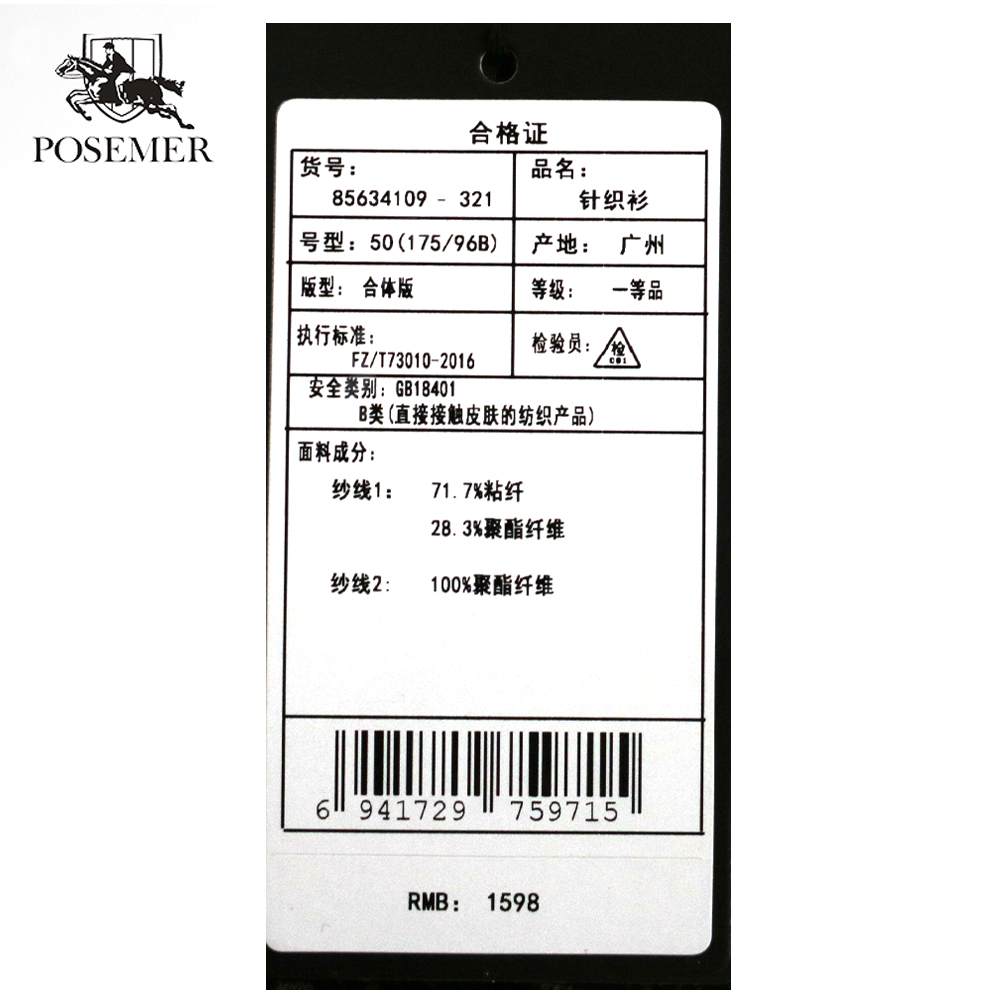 POSEMER
合格证
货号：
85634109 - 321
品名：
针织衫
号型：50(175/96B)
产地： 广州
版型： 合体版
等级： 一等品
执行标准：
FZ/T73010-2016
检验员：
检
C01
安全类别：GB18401
B类(直接接触皮肤的纺织产品)
面料成分：
纱线1： 71.7%粘纤
28.3%聚酯纤维
纱线2: 100%聚酯纤维
6 941729 759715
RMB： 1598